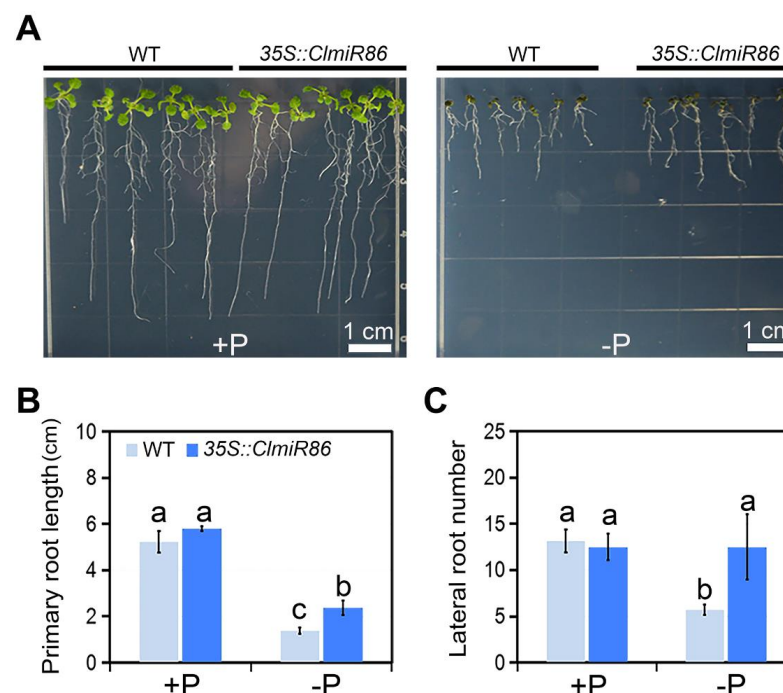 A
WT 35S::ClmiR86 WT 35S::ClmiR86
+P 1 cm -P 1 cm
B C
Primary root length(cm)
10
8
6
4
2
0
WT 35S::ClmiR86
a a
c b
+P -P
Lateral root number
25
20
15
10
5
0
a a
b a
+P -P